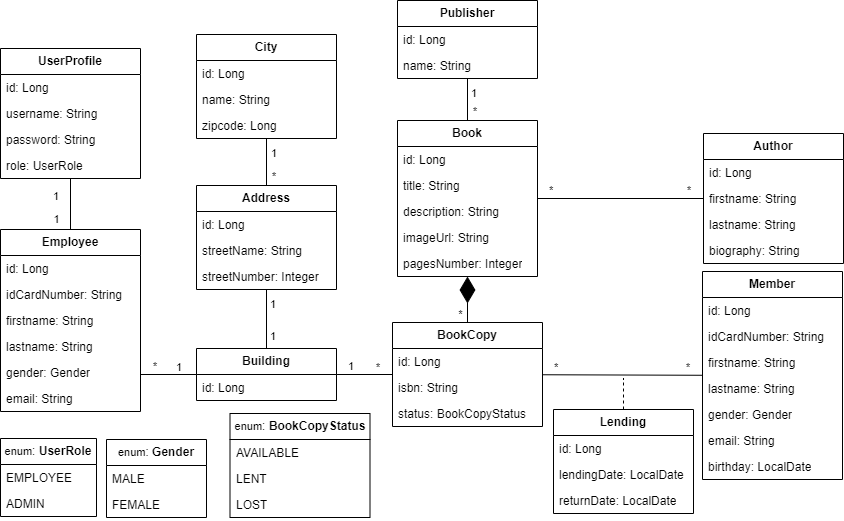 Publisher
id: Long
name: String
1
*
City
id: Long
name: String
zipcode: Long
1
*
UserProfile
id: Long
username: String
password: String
role: UserRole
1
1
Book
id: Long
title: String
description: String
imageUrl: String
pagesNumber: Integer
*
*
*
Author
id: Long
firstname: String
lastname: String
biography: String
Address
id: Long
streetName: String
streetNumber: Integer
1
1
Employee
id: Long
idCardNumber: String
firstname: String
lastname: String
gender: Gender
email: String
*
1
Building
id: Long
1
*
BookCopy
id: Long
isbn: String
status: BookCopyStatus
*
*
Member
id: Long
idCardNumber: String
firstname: String
lastname: String
gender: Gender
email: String
birthday: LocalDate
Lending
id: Long
lendingDate: LocalDate
returnDate: LocalDate
enum: UserRole
EMPLOYEE
ADMIN
enum: Gender
MALE
FEMALE
enum: BookCopyStatus
AVAILABLE
LENT
LOST